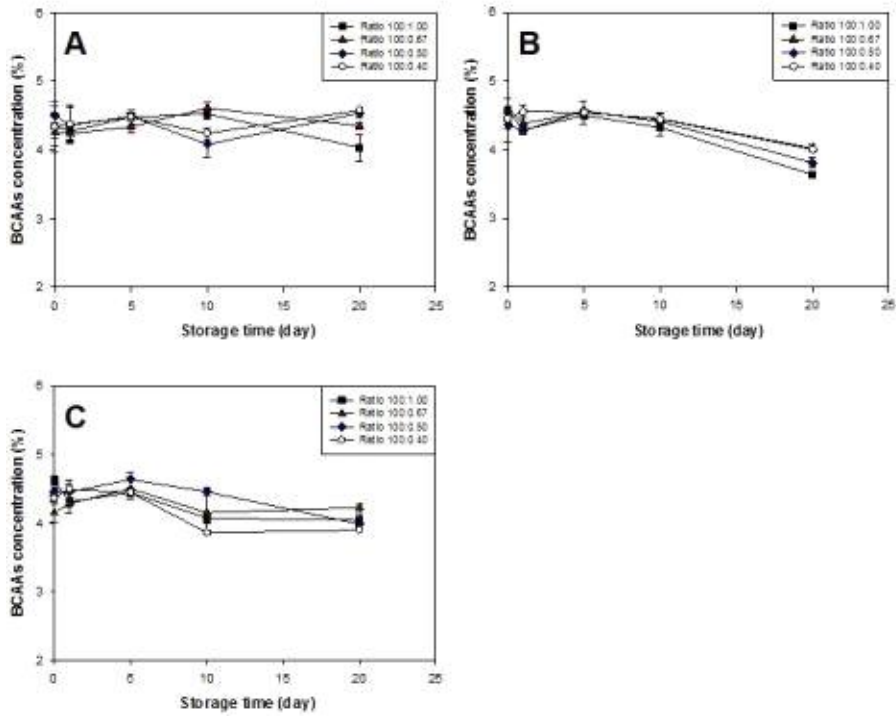 A
Ratio 100:1.00
Ratio 100:0.67
Ratio 100:0.50
Ratio 100:0.40
6
5
4
3
2
BCAAs concentration (%)
0
5
10
15
20
25
Storage time (day)
B
Ratio 100:1.00
Ratio 100:0.67
Ratio 100:0.50
Ratio 100:0.40
6
5
4
3
2
BCAAs concentration (%)
0
5
10
15
20
25
Storage time (day)
C
Ratio 100:1.00
Ratio 100:0.67
Ratio 100:0.50
Ratio 100:0.40
6
5
4
3
2
BCAAs concentration (%)
0
5
10
15
20
25
Storage time (day)